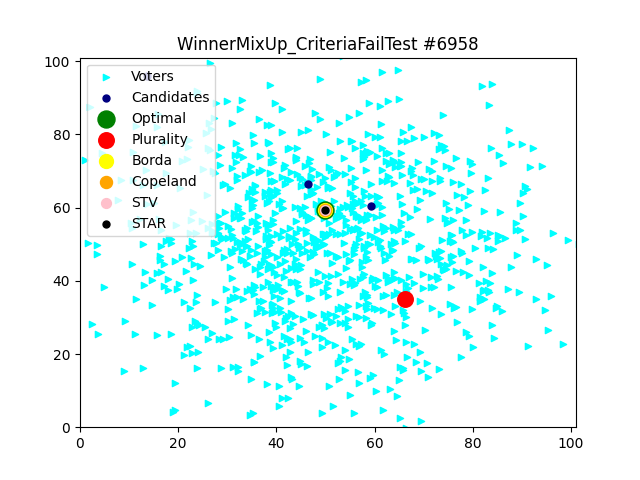 WinnerMixUp_CriteriaFailTest #6958
100
80
60
40
20
0
0 20 40 60 80 100
Voters
Candidates
Optimal
Plurality
Borda
Copeland
STV
STAR